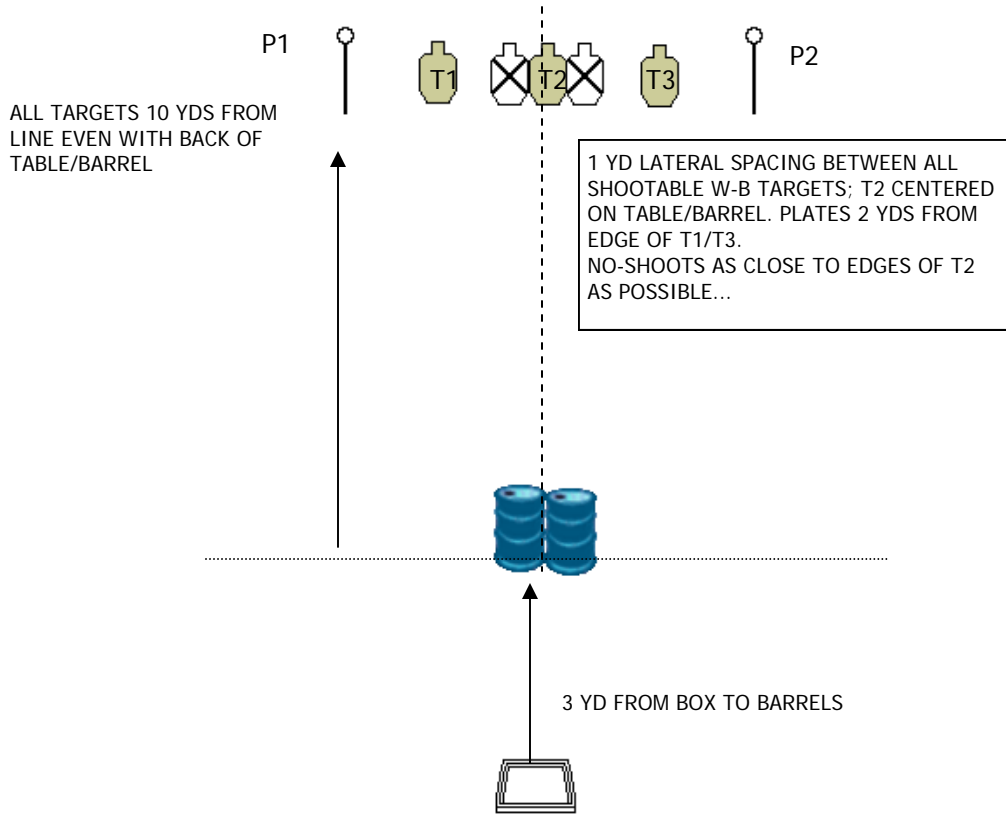 P1
T1
T2
T3
P2
ALL TARGETS 10 YDS FROM
LINE EVEN WITH BACK OF
TABLE/BARREL
1 YD LATERAL SPACING BETWEEN ALL
SHOOTABLE W-B TARGETS; T2 CENTERED
ON TABLE/BARREL. PLATES 2 YDS FROM
EDGE OF T1/T3.
NO-SHOOTS AS CLOSE TO EDGES OF T2
AS POSSIBLE…
3 YD FROM BOX TO BARRELS